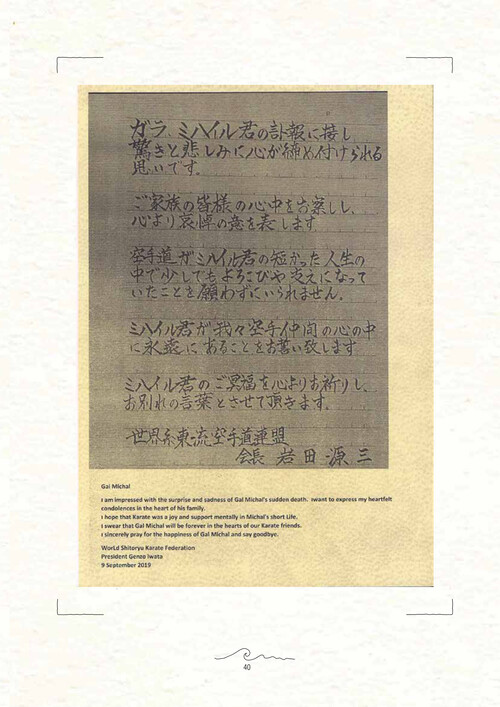 ガラ、ミハイル君の訃報に接し
驚きと悲しみに心が締め付けられる
思いです。
ご家族の皆様の心中をお察しし、
心より哀悼の意を表します
空手道がミハイル君の短かった人生の
中で少しでもよろこびや支えになって
いたことを願わずにいられません。
ミハイル君が我々空手仲間の心の中
に永遠にあることをお誓い致します
ミハイル君のご冥福を心よりお祈りし、
お別れの言葉とさせて頂きます。
世界糸東流空手道連盟
会長 岩田源三
Gal Michal
I am impressed with the surprise and sadness of Gal Michal's sudden death. Iwant to express my heartfelt
condolences in the heart of his family.
I hope that Karate was a joy and support mentally in Michal's short Life.
I swear that Gal Michal will be forever in the hearts of our Karate friends.
I sincerely pray for the happiness of Gal Michal and say goodbye.
World Shitoryu Karate Federation
President Genzo Iwata
9 September 2019
40